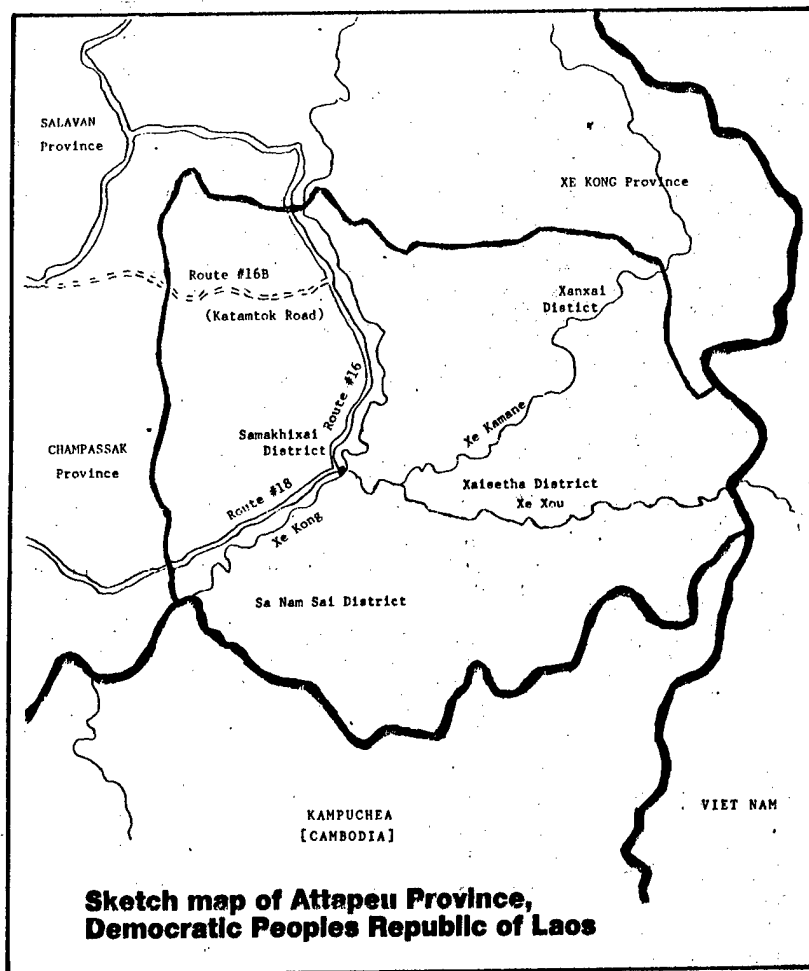 SALAVAN
Province
XE KONG Province
Route #16B
(Katamtok Road)
Xanxai
Distict
Route #16
Xe Kamane
Samakhixai
District
CHAMPASSAK
Province
Route #18
Xe Kong
Xaisetha District
Xe Xou
Sa Nam Sai District
KAMPUCHEA
[CAMBODIA]
VIET NAM
Sketch map of Attapeu Province,
Democratic Peoples Republic of Laos